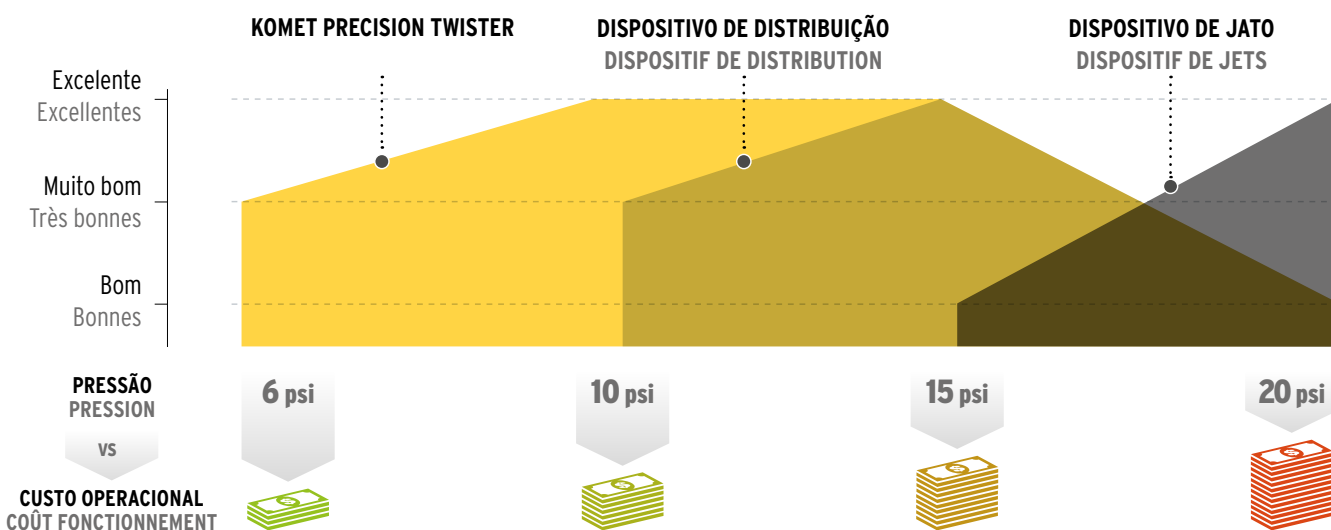 KOMET PRECISION TWISTER
DISPOSITIVO DE DISTRIBUIÇÃO
DISPOSITIF DE DISTRIBUTION
DISPOSITIVO DE JATO
DISPOSITIF DE JETS
Excelente
Excellentes
Muito bom
Très bonnes
Bom
Bonnes
PRESSÃO
PRESSION
6 psi
10 psi
15 psi
20 psi
VS
CUSTO OPERACIONAL
COÛT FONCTIONNEMENT